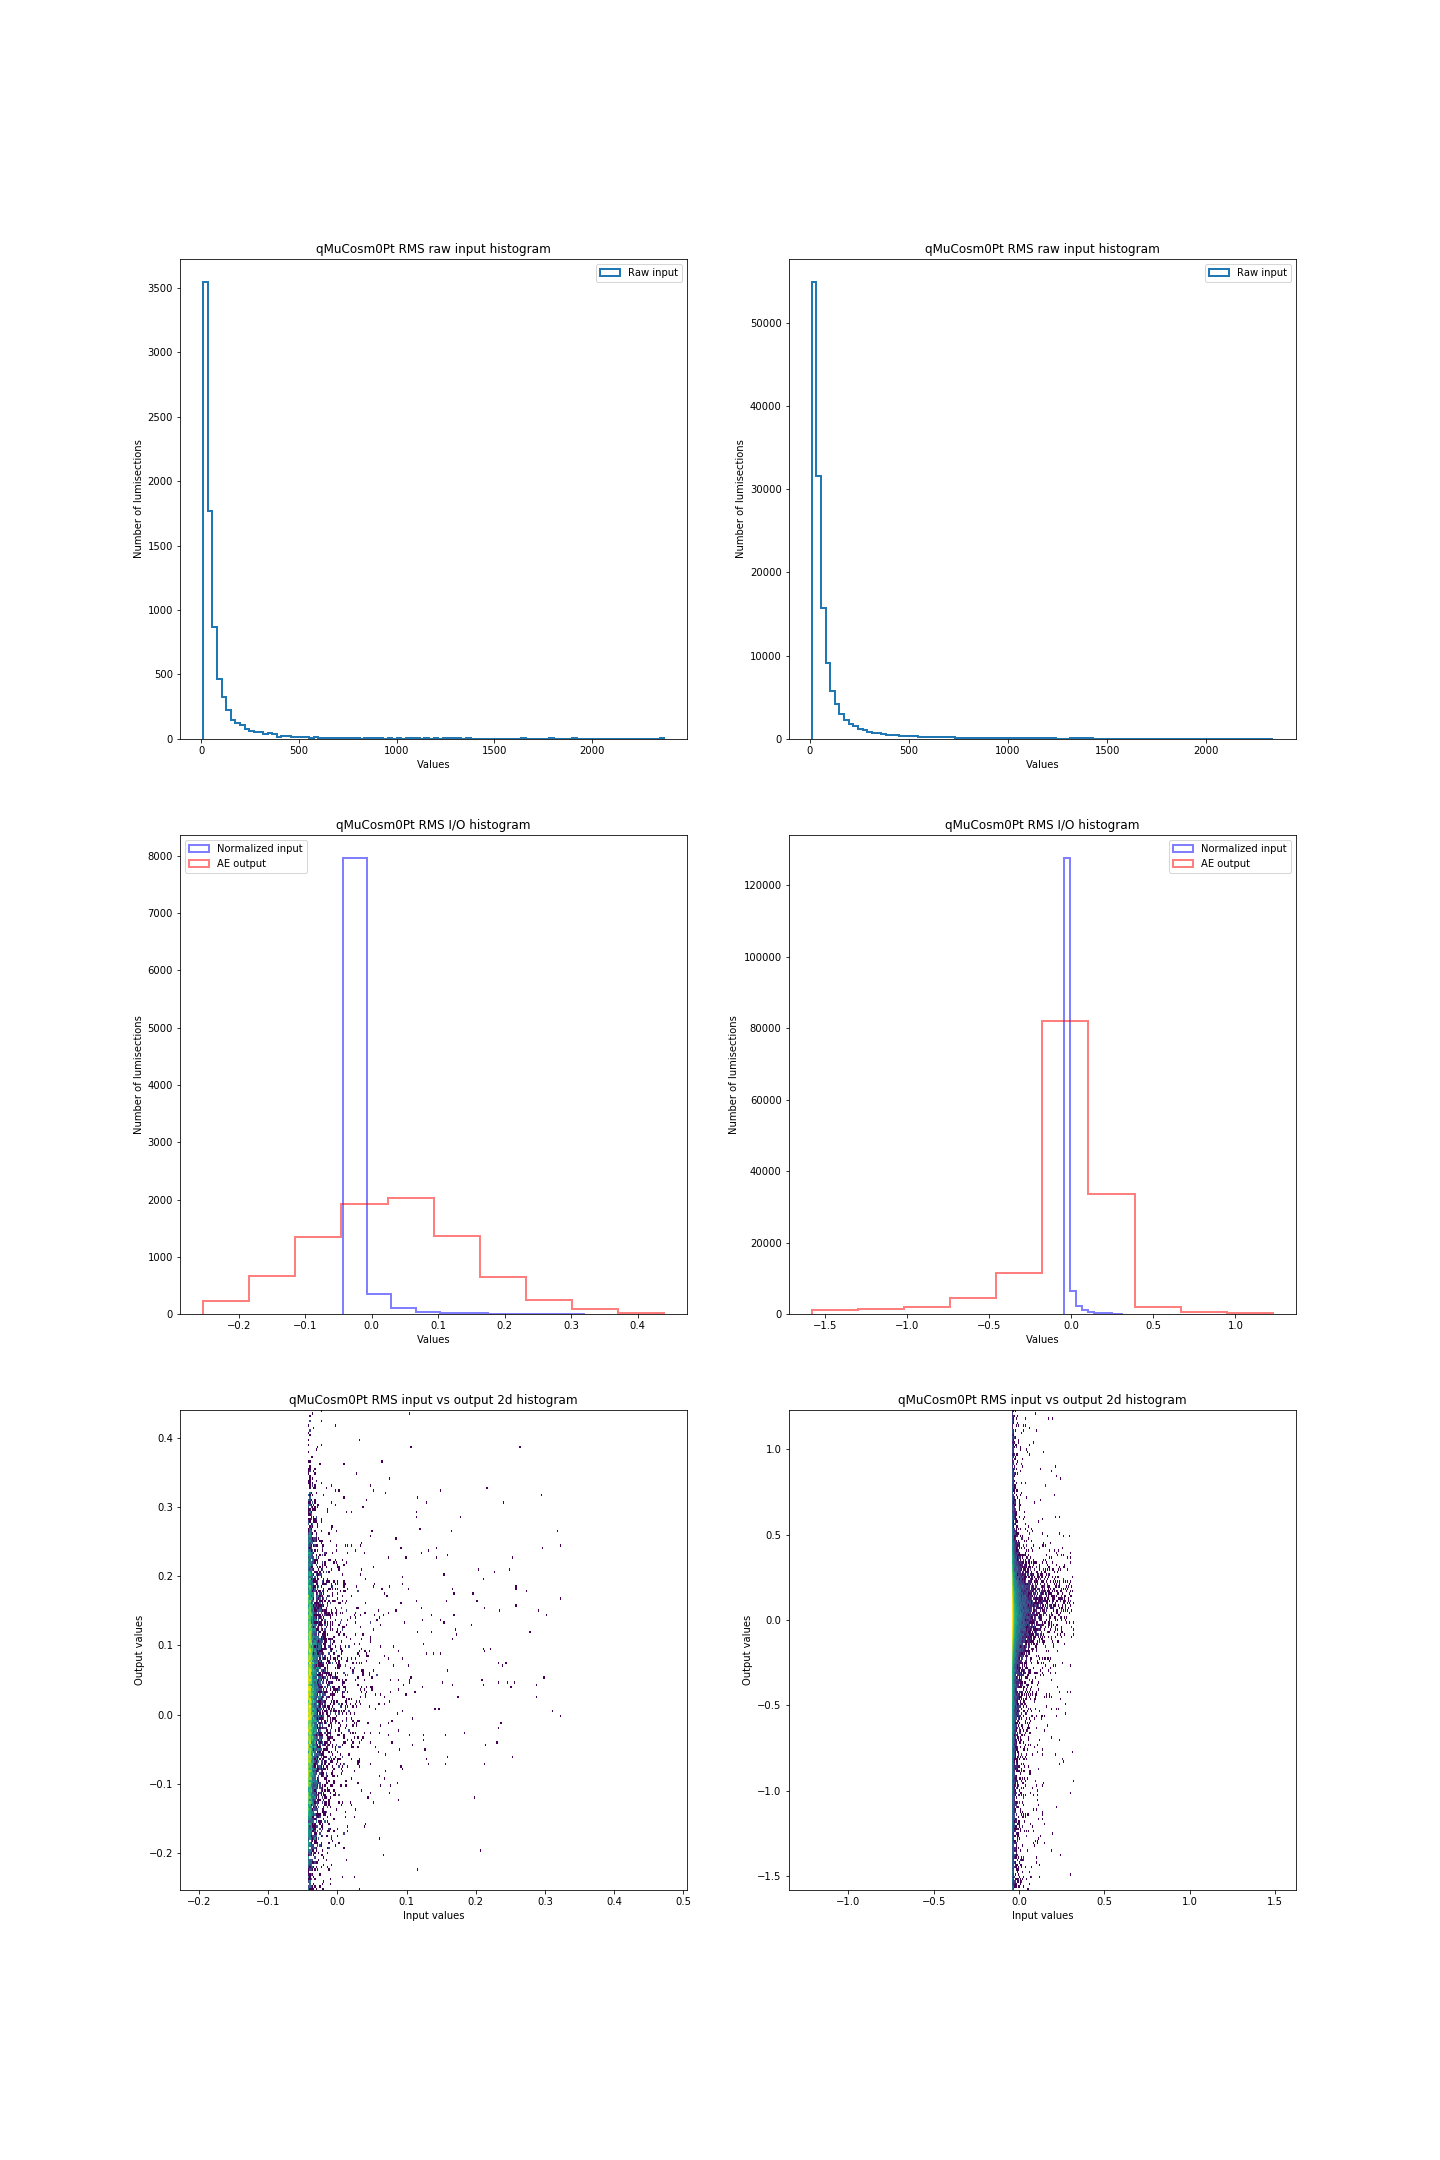 qMuCosm0Pt RMS raw input histogram
Raw input
Number of lumisections
3500
3000
2500
2000
1500
1000
500
0
0 500 1000 1500 2000
Values
qMuCosm0Pt RMS raw input histogram
Raw input
Number of lumisections
50000
40000
30000
20000
10000
0
0 500 1000 1500 2000
Values
qMuCosm0Pt RMS I/O histogram
Normalized input
AE output
Number of lumisections
8000
7000
6000
5000
4000
3000
2000
1000
0
−0.2 −0.1 0.0 0.1 0.2 0.3 0.4
Values
qMuCosm0Pt RMS I/O histogram
Normalized input
AE output
Number of lumisections
120000
100000
80000
60000
40000
20000
0
−1.5 −1.0 −0.5 0.0 0.5 1.0
Values
qMuCosm0Pt RMS input vs output 2d histogram
Output values
0.4
0.3
0.2
0.1
0.0
−0.1
−0.2
−0.2 −0.1 0.0 0.1 0.2 0.3 0.4 0.5
Input values
qMuCosm0Pt RMS input vs output 2d histogram
Output values
1.0
0.5
0.0
−0.5
−1.0
−1.5
−1.0 −0.5 0.0 0.5 1.0 1.5
Input values